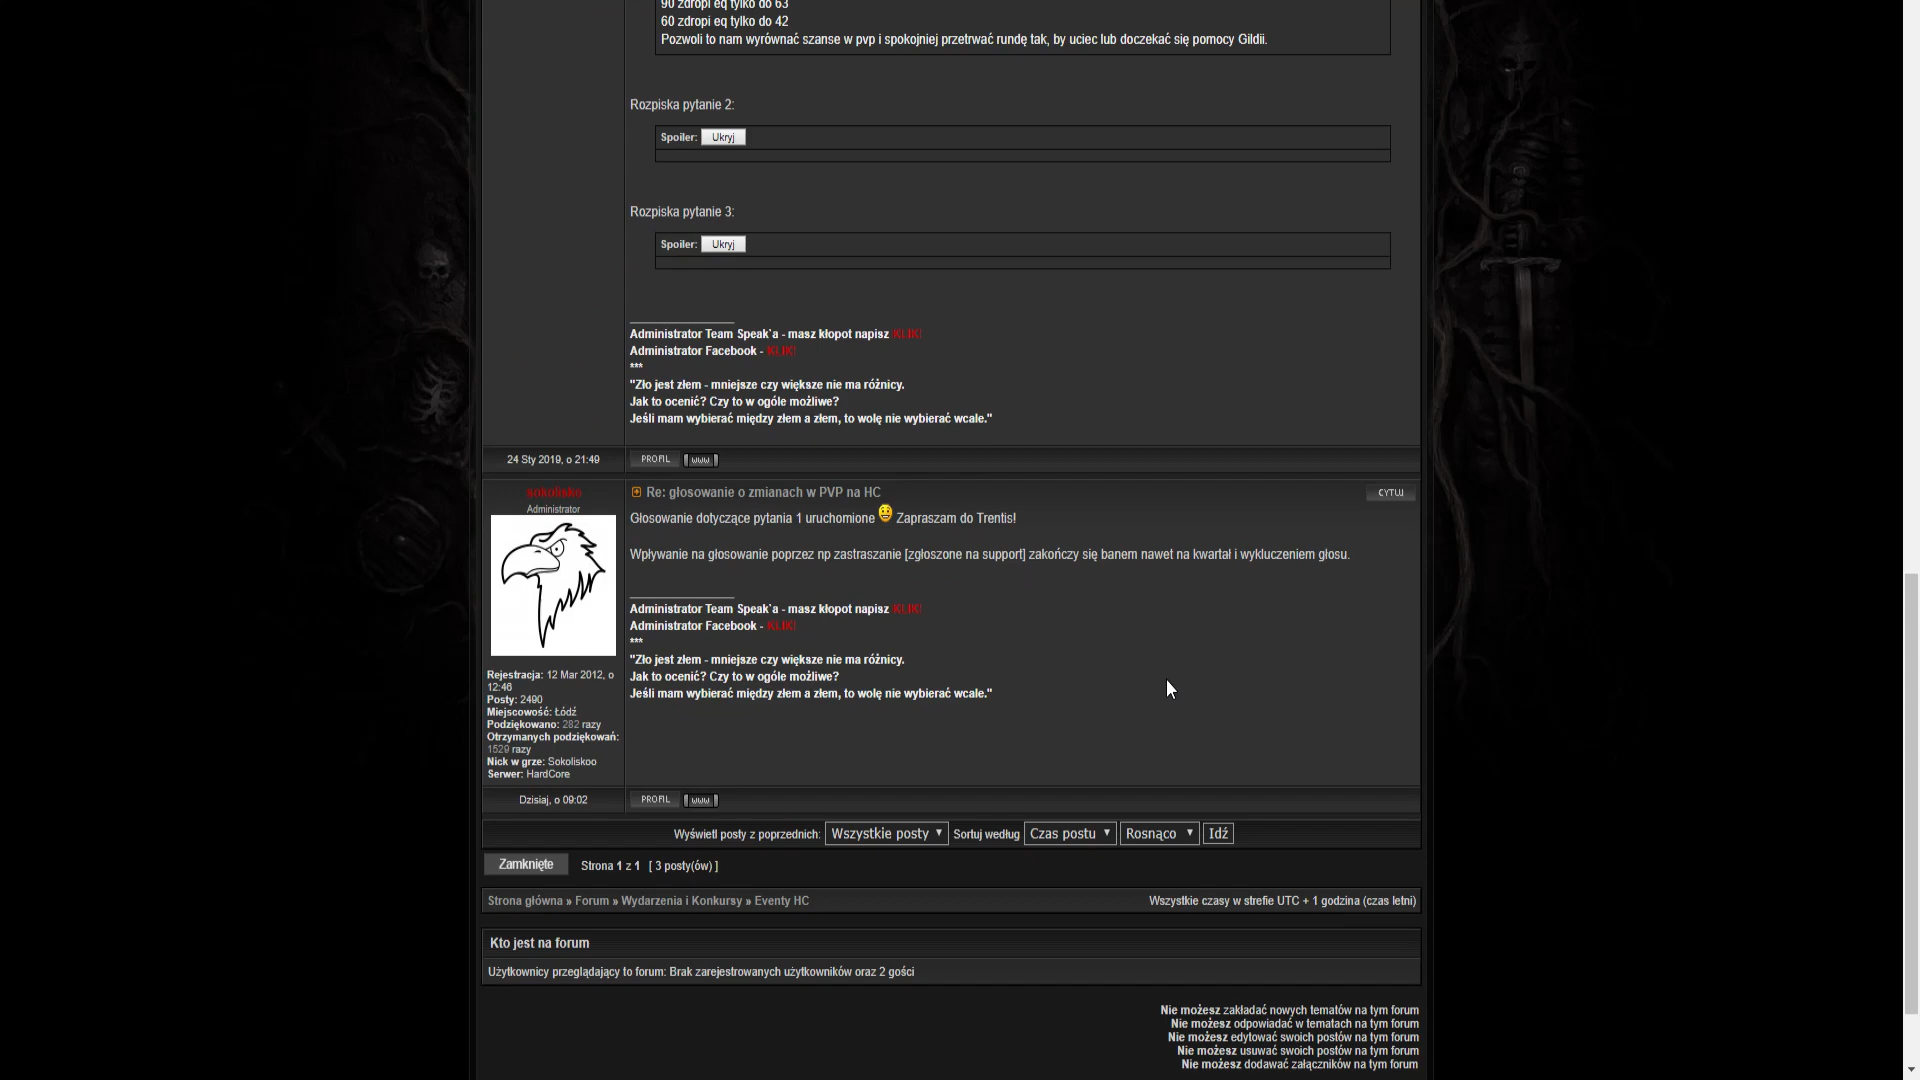 90 zdropi eq tylko do 63
60 zdropi eq tylko do 42
Pozwoli to nam wyrównać szanse w pvp i spokojniej przetrwać rundę tak, by uciec lub doczekać się pomocy Gildii.
Rozpiska pytanie 2:
Spoiler: Ukryj
Rozpiska pytanie 3:
Spoiler: Ukryj
Administrator Team Speak`a - masz kłopot napisz KLIK!
Administrator Facebook - KLIK!
***
"Zło jest złem - mniejsze czy większe nie ma różnicy.
Jak to ocenić? Czy to w ogóle możliwe?
Jeśli mam wybierać między złem a złem, to wolę nie wybierać wcale."
24 Sty 2019, o 21:49
PROFIL
WWW
sokolisko
Administrator
Re: głosowanie o zmianach w PVP na HC
CYTUJ
Głosowanie dotyczące pytania 1 uruchomione Zapraszam do Trentis!
Wpływanie na głosowanie poprzez np zastraszanie [zgłoszone na support] zakończy się banem nawet na kwartał i wykluczeniem głosu.
Administrator Team Speak`a - masz kłopot napisz KLIK!
Administrator Facebook - KLIK!
***
"Zło jest złem - mniejsze czy większe nie ma różnicy.
Jak to ocenić? Czy to w ogóle możliwe?
Jeśli mam wybierać między złem a złem, to wolę nie wybierać wcale."
Rejestracja: 12 Mar 2012, o
12:46
Posty: 2490
Miejscowość: Łódź
Podziękowano: 282 razy
Otrzymanych podziękowań:
1529 razy
Nick w grze: Sokoliskoo
Serwer: HardCore
Dzisiaj, o 09:02
PROFIL
WWW
Wyświetl posty z poprzednich: Wszystkie posty Sortuj według Czas postu Rosnąco Idź
Zamknięte Strona 1 z 1 [ 3 posty(ów) ]
Strona główna » Forum » Wydarzenia i Konkursy » Eventy HC
Wszystkie czasy w strefie UTC + 1 godzina (czas letni)
Kto jest na forum
Użytkownicy przeglądający to forum: Brak zarejestrowanych użytkowników oraz 2 gości
Nie możesz zakładać nowych tematów na tym forum
Nie możesz odpowiadać w tematach na tym forum
Nie możesz edytować swoich postów na tym forum
Nie możesz usuwać swoich postów na tym forum
Nie możesz dodawać załączników na tym forum